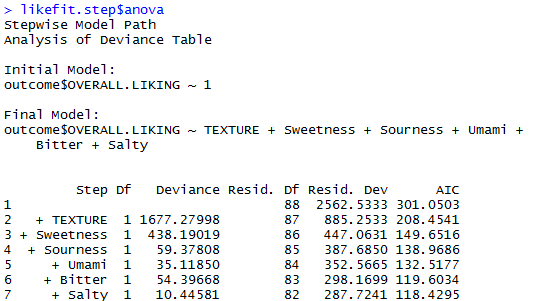 > likefit.step$anova
Stepwise Model Path
Analysis of Deviance Table

Initial Model:
outcome$OVERALL.LIKING ~ 1

Final Model:
outcome$OVERALL.LIKING ~ TEXTURE + Sweetness + Sourness + Umami +
    Bitter + Salty


         Step Df   Deviance Resid. Df Resid. Dev      AIC
1                                  88  2562.5333 301.0503
2   + TEXTURE  1 1677.27998        87   885.2533 208.4541
3 + Sweetness  1  438.19019        86   447.0631 149.6516
4  + Sourness  1   59.37808        85   387.6850 138.9686
5     + Umami  1   35.11850        84   352.5665 132.5177
6    + Bitter  1   54.39668        83   298.1699 119.6034
7     + Salty  1   10.44581        82   287.7241 118.4295